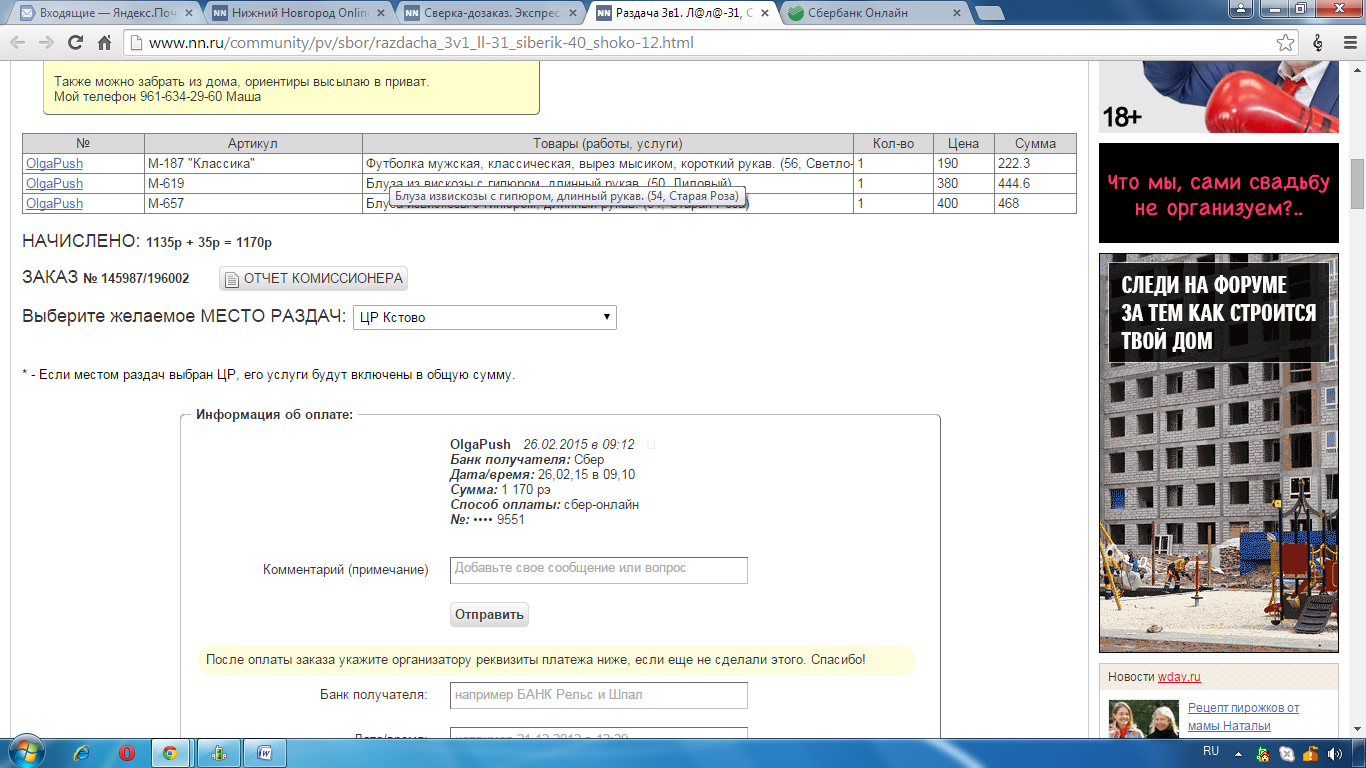 Входящие — Яндекс.Поч
Нижний Новгород Onlin
Сверка-дозаказ. Экспрес
Раздача 3в1. Л@л@-31, С
Сбербанк Онлайн
www.nn.ru/community/pv/sbor/razdacha_3v1_ll-31_siberik-40_shoko-12.html
Также можно забрать из дома, ориентиры высылаю в приват.
Мой телефон 961-634-29-60 Маша
№ Артикул Товары (работы, услуги) Кол-во Цена Сумма
OlgaPush М-187 "Классика" Футболка мужская, классическая, вырез мысиком, короткий рукав. (56, Светло- 1 190 222.3
OlgaPush М-619 Блуза из вискозы с гипюром, длинный рукав. (50, Лиловый) 1 380 444.6
Блуза извискозы с гипюром, длинный рукав. (54, Старая Роза)
OlgaPush М-657 Блуза извискозы с гипюром, длинный рукав. (54, Старая Роза) 1 400 468
НАЧИСЛЕНО: 1135р + 35р = 1170р
ЗАКАЗ № 145987/196002 ОТЧЕТ КОМИССИОНЕРА
Выберите желаемое МЕСТО РАЗДАЧ: ЦР Кстово
* - Если местом раздач выбран ЦР, его услуги будут включены в общую сумму.
Информация об оплате:
OlgaPush 26.02.2015 в 09:12
Банк получателя: Сбер
Дата/время: 26,02,15 в 09,10
Сумма: 1 170 рэ
Способ оплаты: сбер-онлайн
№: •••• 9551
Комментарий (примечание) Добавьте свое сообщение или вопрос
Отправить
После оплаты заказа укажите организатору реквизиты платежа ниже, если еще не сделали этого. Спасибо!
Банк получателя: например БАНК Рельс и Шпал
18+
Что мы, сами свадьбу
не организуем?..
СЛЕДИ НА ФОРУМЕ
ЗА ТЕМ КАК СТРОИТСЯ
ТВОЙ ДОМ
Новости wday.ru
Рецепт пирожков от
мамы Натальи
RU